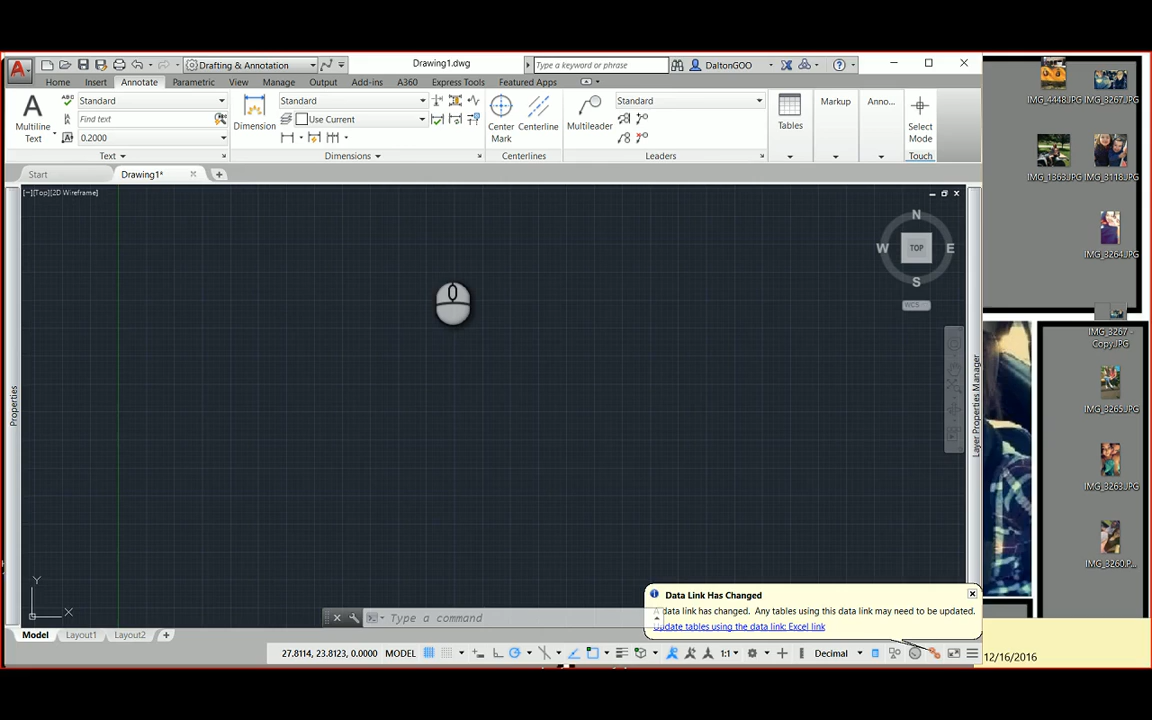 Drafting & Annotation
Drawing1.dwg
Type a keyword or phrase
DaltonGOO
Home
Insert
Annotate
Parametric
View
Manage
Output
Add-ins
A360
Express Tools
Featured Apps
A
Multiline
Text
ABC
Standard
Find text
0.2000
Text
Dimension
Standard
Use Current
Dimensions
Center
Mark
Centerline
Centerlines
Multileader
Standard
Leaders
Tables
Markup
Anno...
Select
Mode
Touch
Start
Drawing1*
[−][Top][2D Wireframe]
N
W
TOP
E
S
WCS
Properties
Layer Properties Manager
Y
X
Type a command
Data Link Has Changed
A data link has changed. Any tables using this data link may need to be updated.
Update tables using the data link: Excel link
Model
Layout1
Layout2
27.8114, 23.8123, 0.0000
MODEL
1:1
Decimal
IMG_4448.JPG
IMG_3267.JPG
IMG_1363.JPG
IMG_3118.JPG
IMG_3264.JPG
IMG_3267 -
Copy.JPG
IMG_3265.JPG
IMG_3263.JPG
IMG_3260.P...
12/16/2016